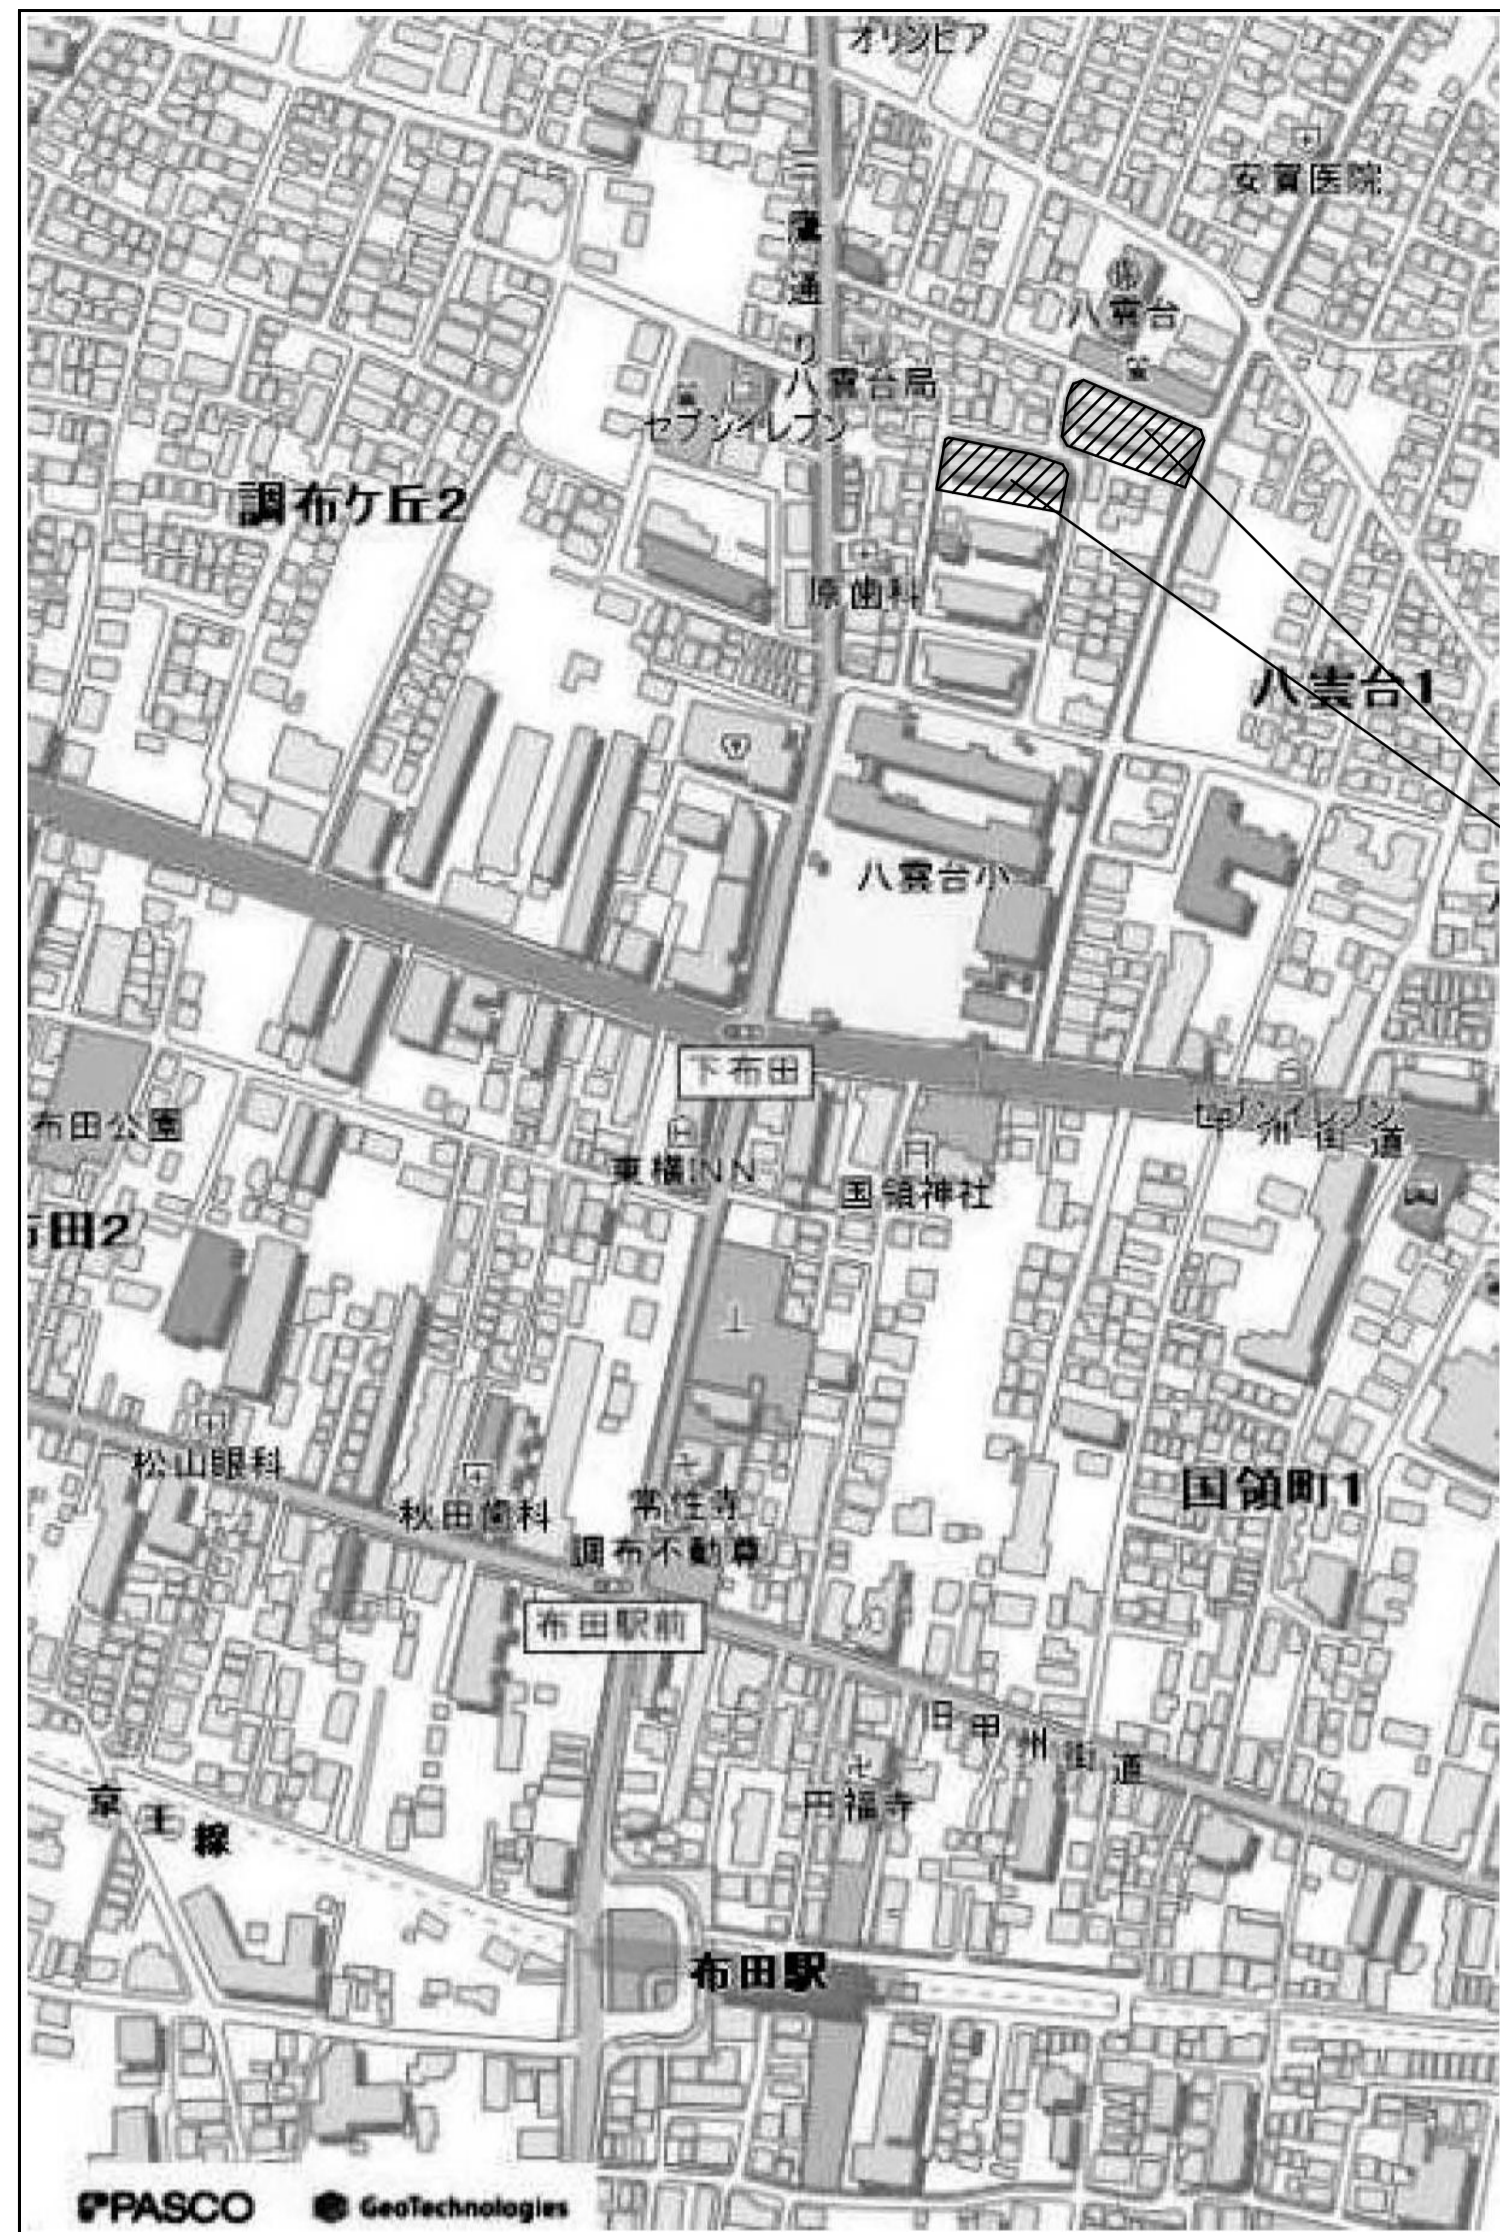 オリンピア
安賀医院
三鷹通り
八雲台
八雲台局
セブンイレブン
調布ケ丘2
原歯科
八雲台1
八雲台小
下布田
布田公園
セブンイレブン
甲州街道
東横INN
国領神社
布田2
松山眼科
秋田歯科
常性寺
調布不動尊
国領町1
布田駅前
旧甲州街道
円福寺
京王線
布田駅
PASCO
GeoTechnologies